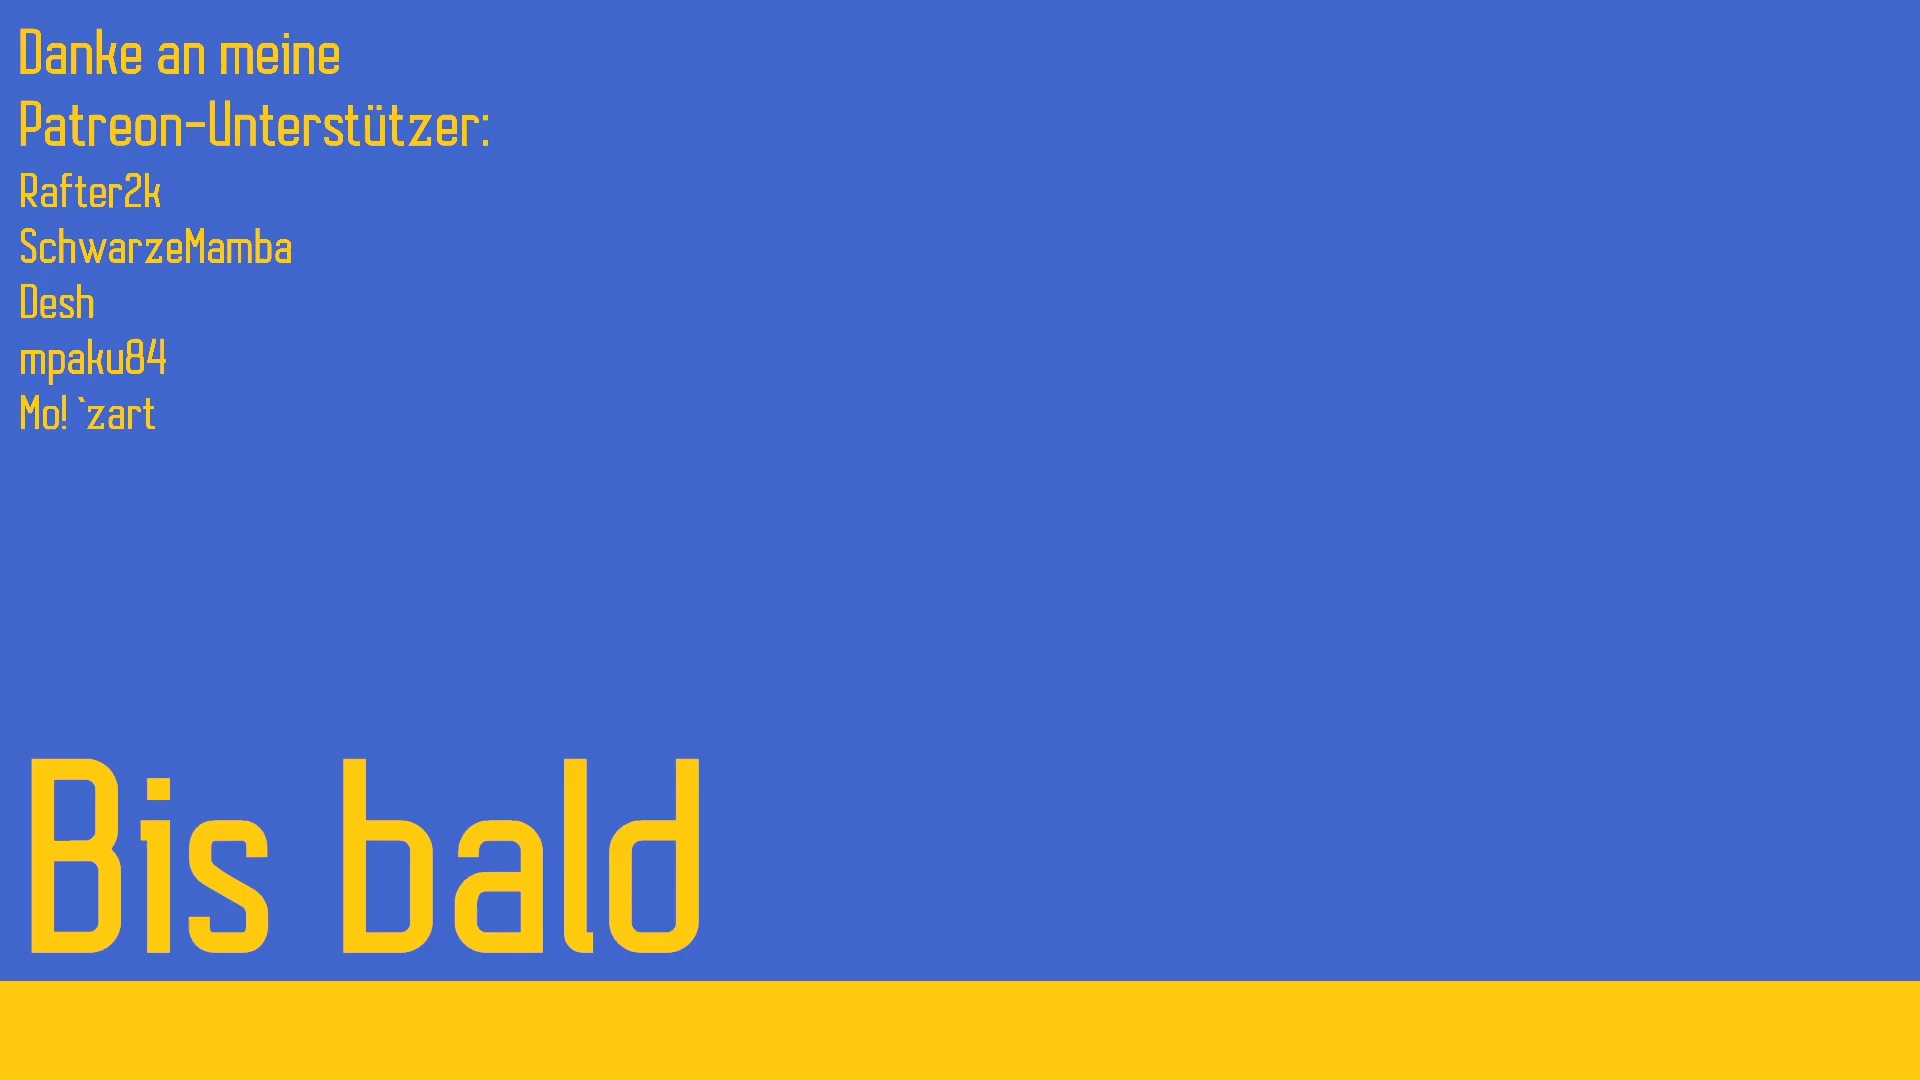 Danke an meine
Patreon-Unterstützer:
Rafter2k
SchwarzeMamba
Desh
mpaku84
Mo! `zart
Bis bald